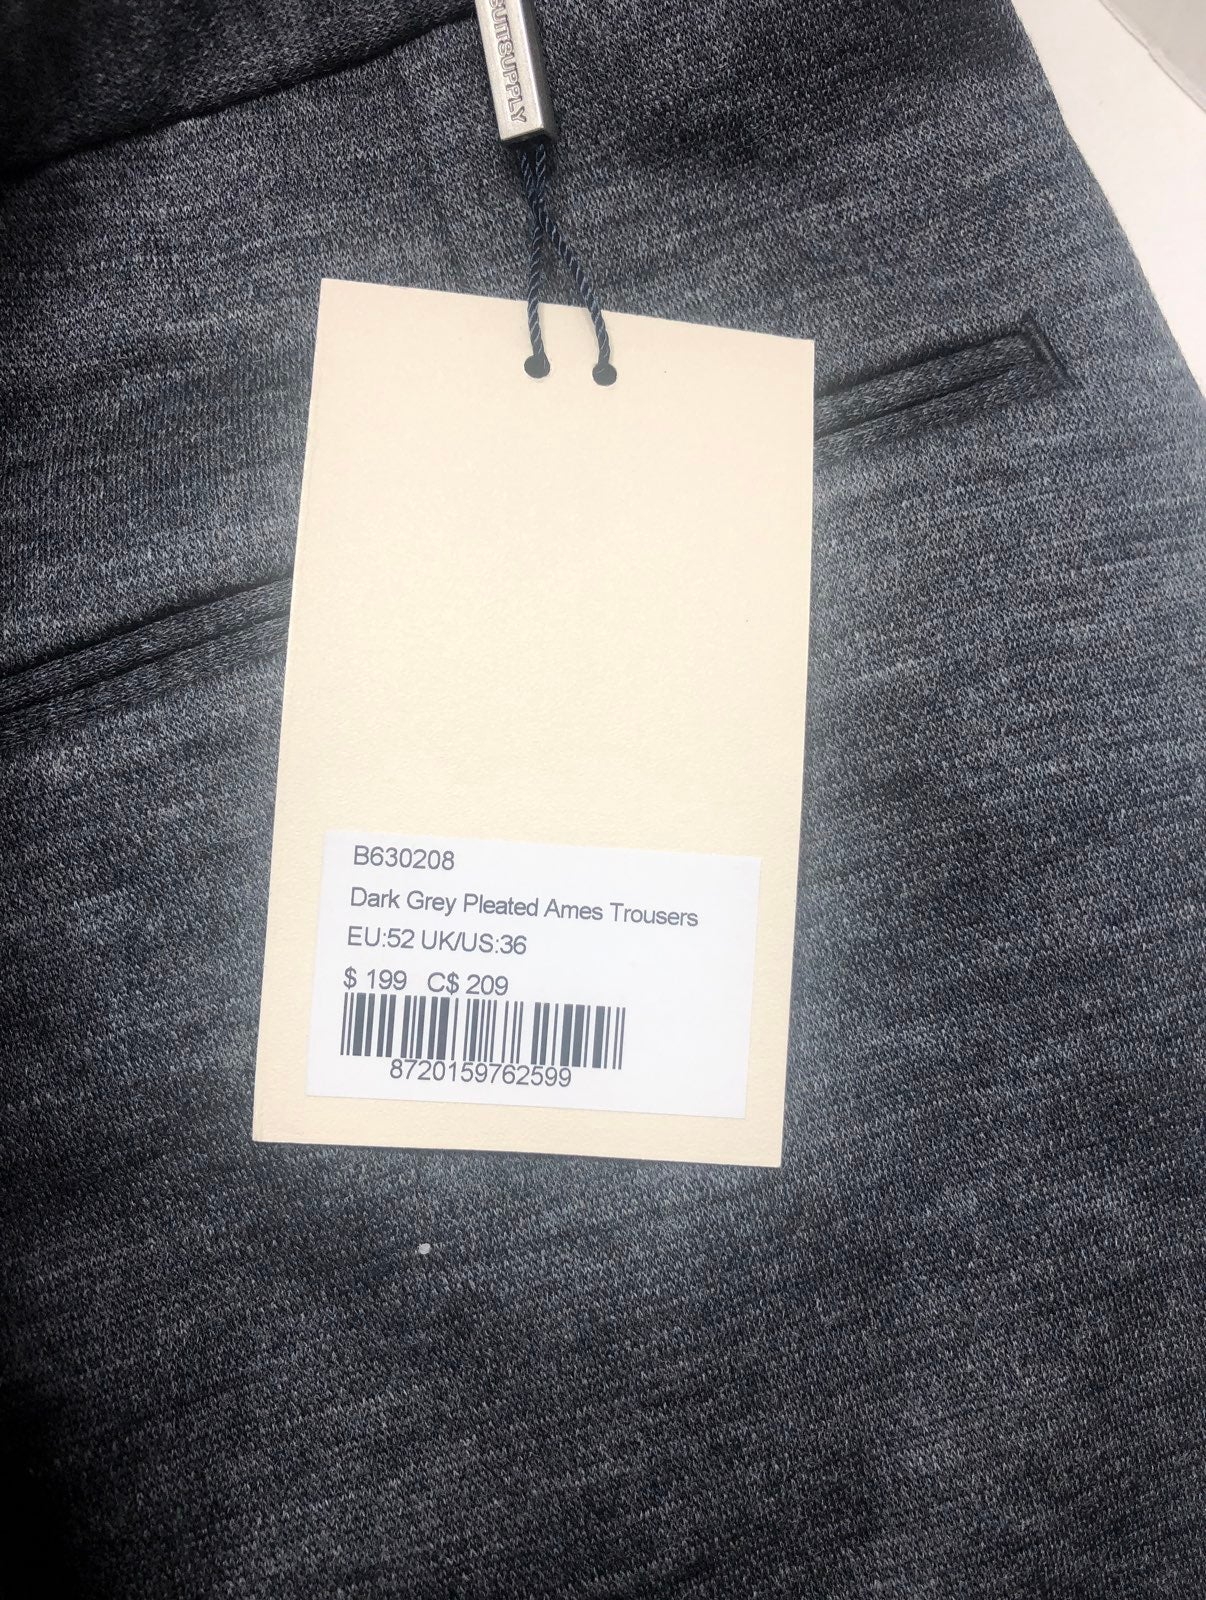 SUITSUPPLY
B630208
Dark Grey Pleated Ames Trousers
EU:52 UK/US:36
$ 199 C$ 209
8720159762599